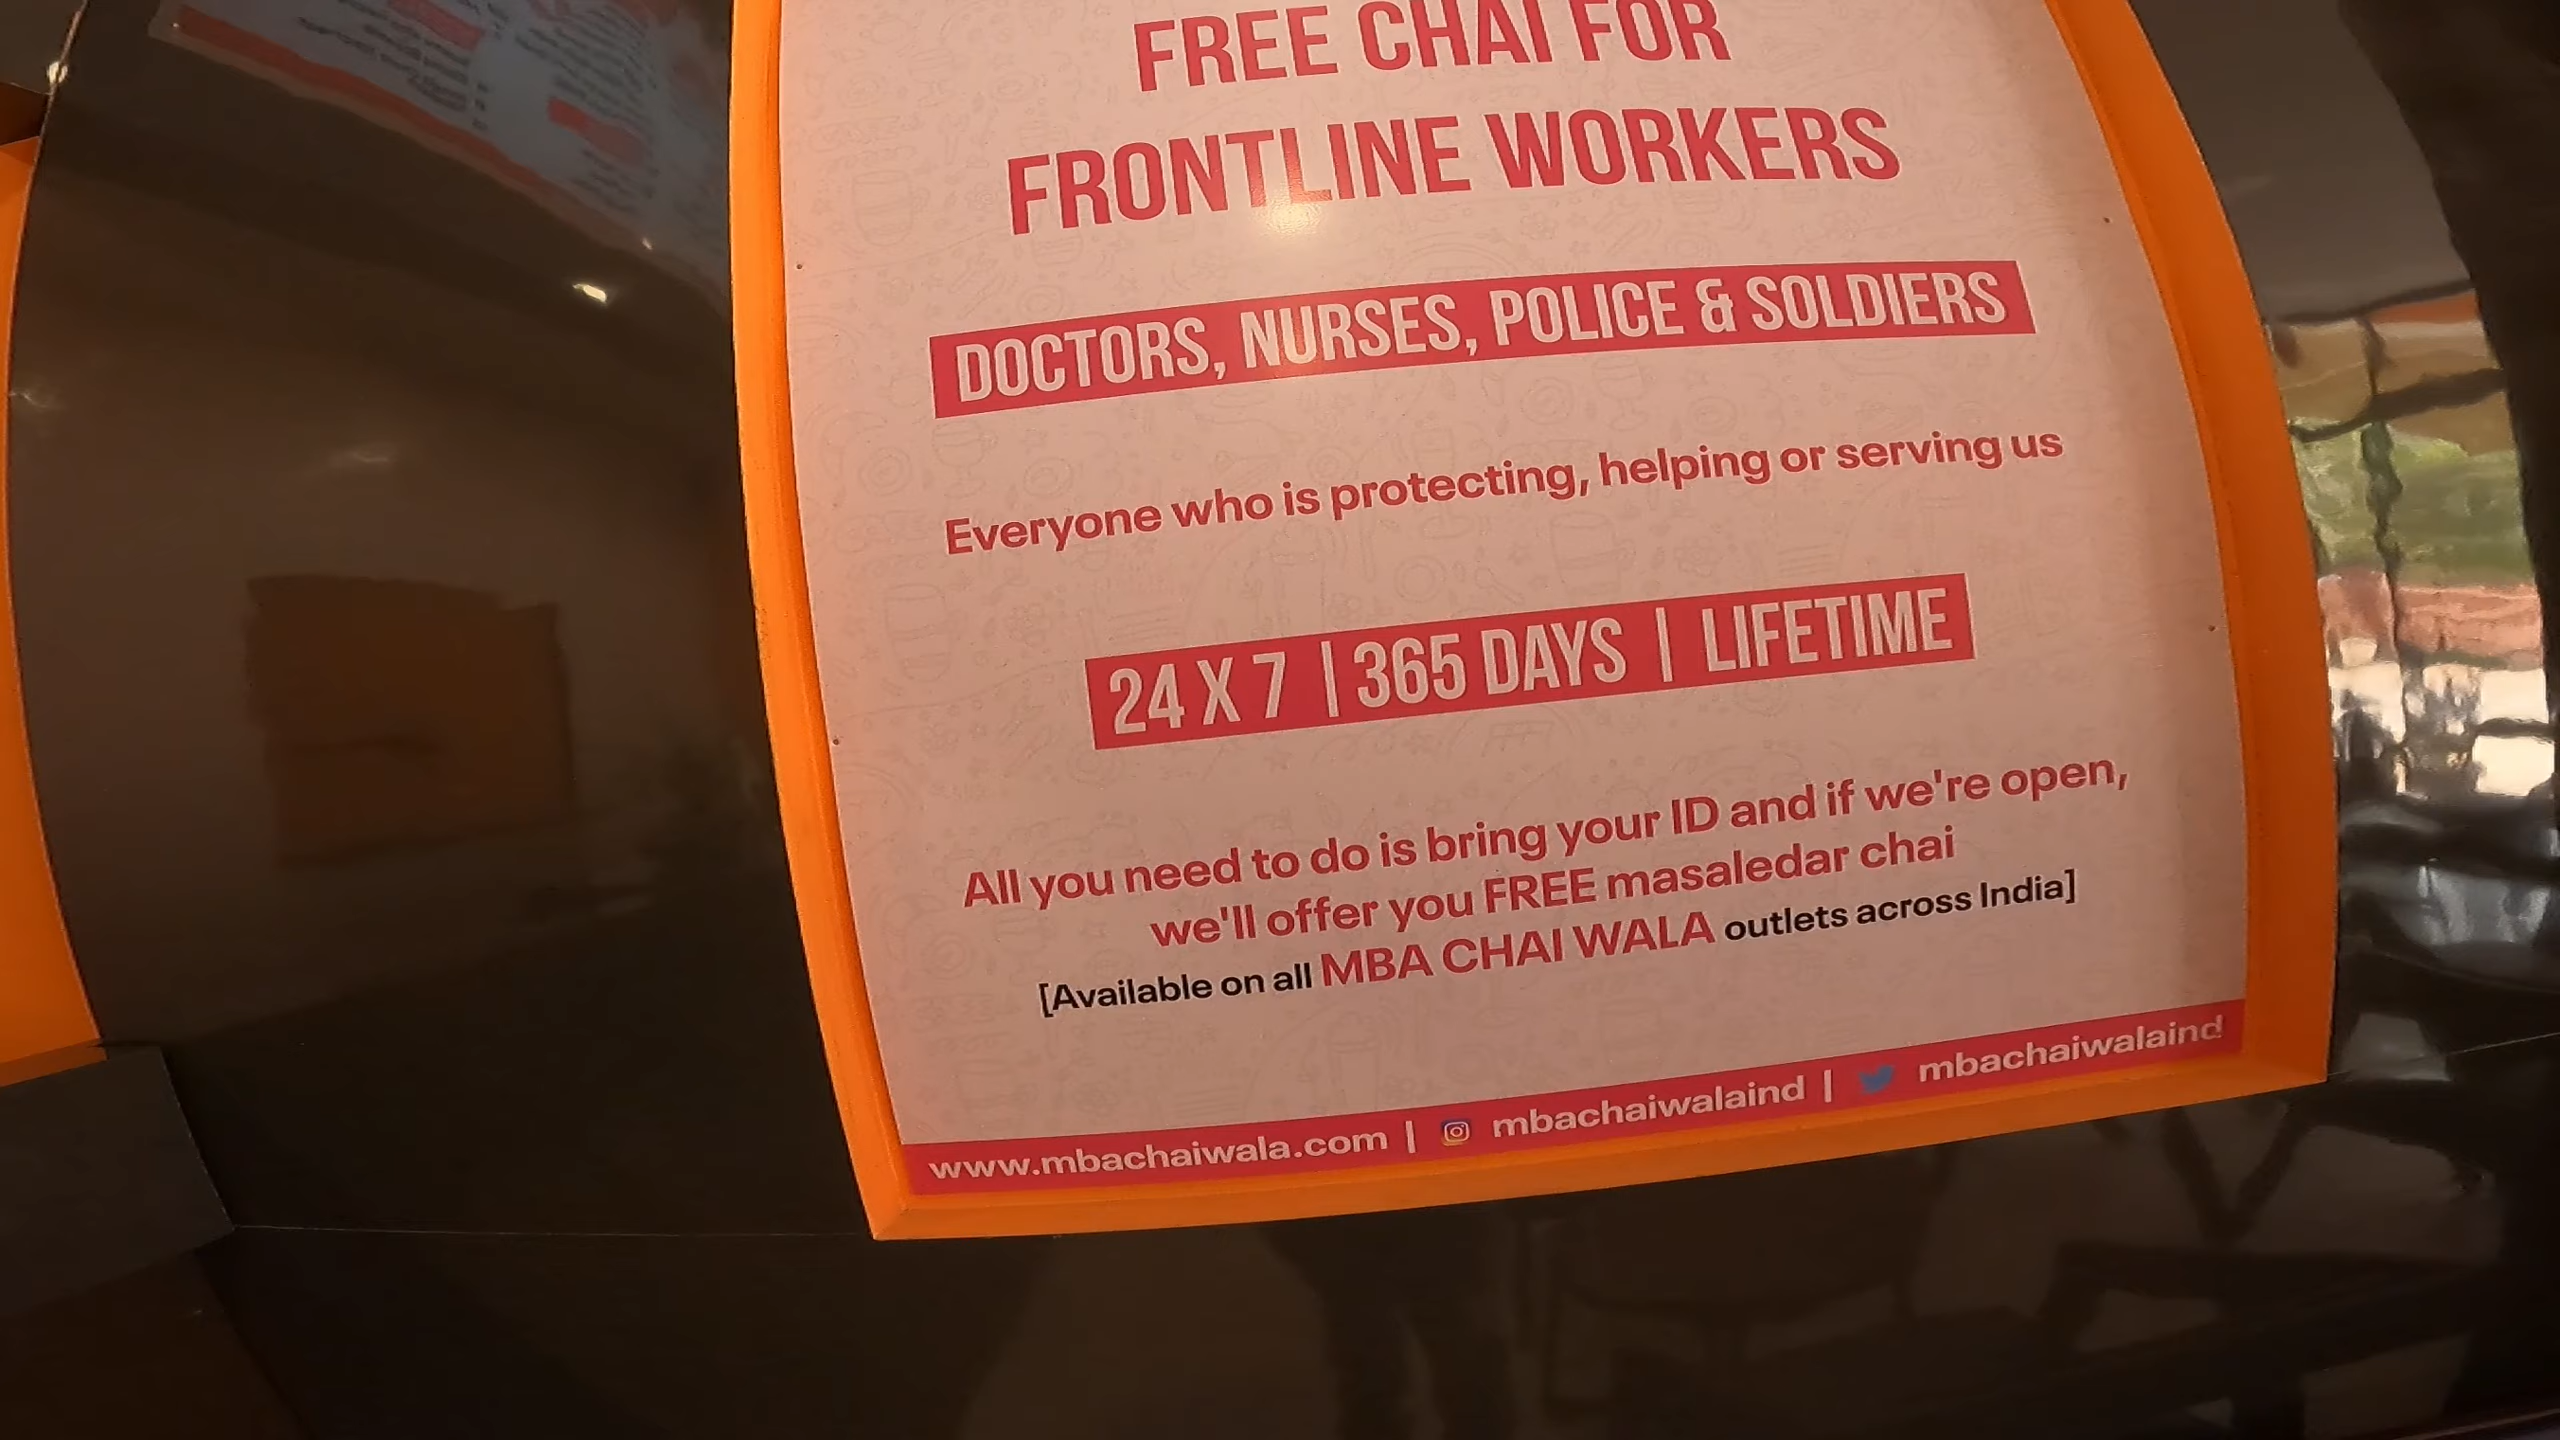 FREE CHAI FOR
FRONTLINE WORKERS
DOCTORS, NURSES, POLICE & SOLDIERS
Everyone who is protecting, helping or serving us
24 X 7 | 365 DAYS | LIFETIME
All you need to do is bring your ID and if we're open,
we'll offer you FREE masaledar chai
[Available on all MBA CHAI WALA outlets across India]
www.mbachaiwala.com | mbachaiwalaind | mbachaiwalaind